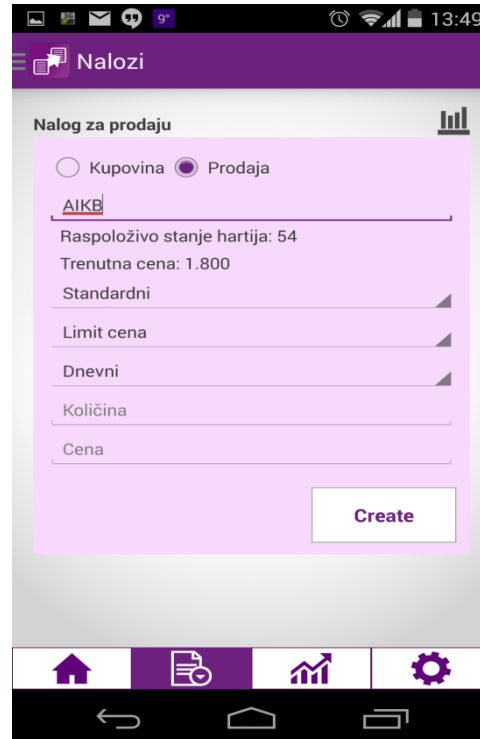 9°
13:49
Nalozi
Nalog za prodaju
Kupovina Prodaja
AIKB
Raspoloživo stanje hartija: 54
Trenutna cena: 1.800
Standardni
Limit cena
Dnevni
Količina
Cena
Create